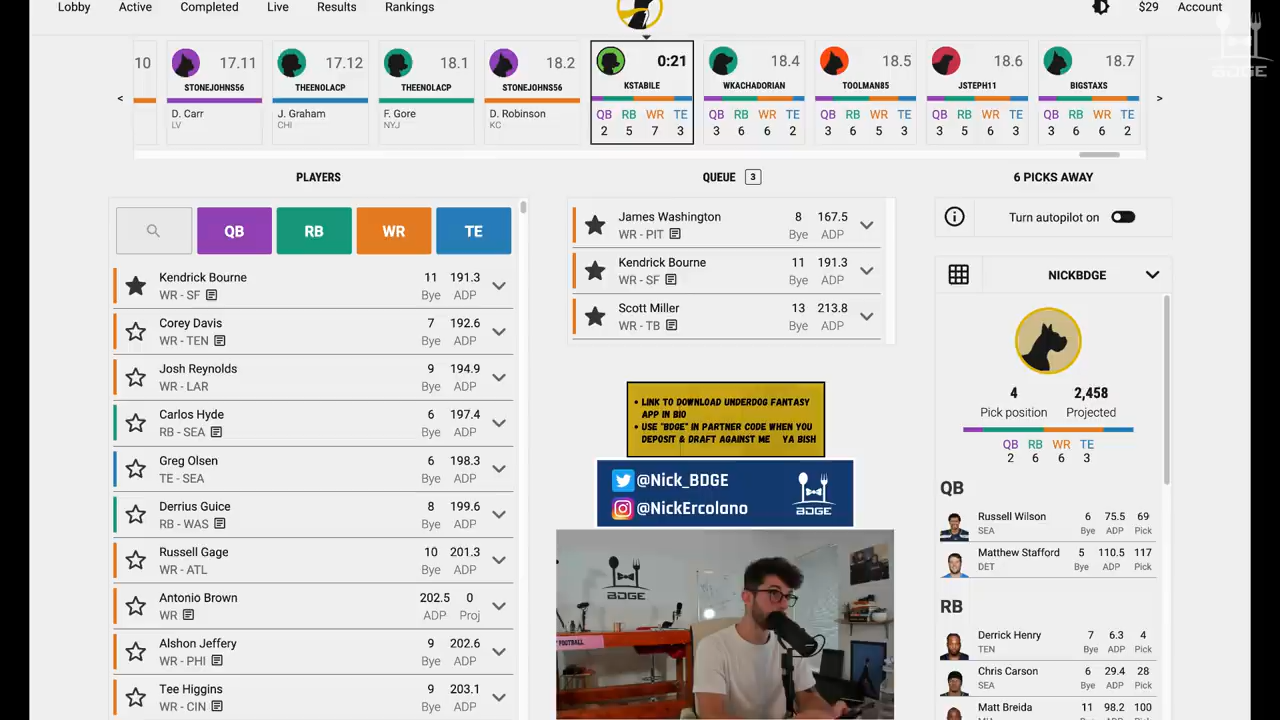 Lobby Active Completed Live Results Rankings $29 Account
BDGE
10 17.11 17.12 18.1 18.2 0:21 18.4 18.5 18.6 18.7
STONEJOHNS56 THEENOLACP THEENOLACP STONEJOHNS56 KSTABILE WKACHADORIAN TOOLMAN85 JSTEPH11 BIGSTAXS
< D. Carr J. Graham F. Gore D. Robinson QB RB WR TE QB RB WR TE QB RB WR TE QB RB WR TE QB RB WR TE >
LV CHI NYJ KC 2 5 7 3 3 6 6 2 3 6 5 3 3 5 6 3 3 6 6 2
PLAYERS
QB RB WR TE
Kendrick Bourne 11 191.3
WR - SF Bye ADP
Corey Davis 7 192.6
WR - TEN Bye ADP
Josh Reynolds 9 194.9
WR - LAR Bye ADP
Carlos Hyde 6 197.4
RB - SEA Bye ADP
Greg Olsen 6 198.3
TE - SEA Bye ADP
Derrius Guice 8 199.6
RB - WAS Bye ADP
Russell Gage 10 201.3
WR - ATL Bye ADP
Antonio Brown 202.5 0
WR ADP Proj
Alshon Jeffery 9 202.6
WR - PHI Bye ADP
Tee Higgins 9 203.1
WR - CIN Bye ADP
QUEUE 3
James Washington 8 167.5
WR - PIT Bye ADP
Kendrick Bourne 11 191.3
WR - SF Bye ADP
Scott Miller 13 213.8
WR - TB Bye ADP
• LINK TO DOWNLOAD UNDERDOG FANTASY
APP IN BIO
• USE "BDGE" IN PARTNER CODE WHEN YOU
DEPOSIT & DRAFT AGAINST ME YA BISH
@Nick_BDGE
@NickErcolano
BDGE
BDGE
FOOTBALL
6 PICKS AWAY
Turn autopilot on
NICKBDGE
4 2,458
Pick position Projected
QB RB WR TE
2 6 6 3
QB
Russell Wilson 6 75.5 69
SEA Bye ADP Pick
Matthew Stafford 5 110.5 117
DET Bye ADP Pick
RB
Derrick Henry 7 6.3 4
TEN Bye ADP Pick
Chris Carson 6 29.4 28
SEA Bye ADP Pick
Matt Breida 11 98.2 100
Bye ADP Pick